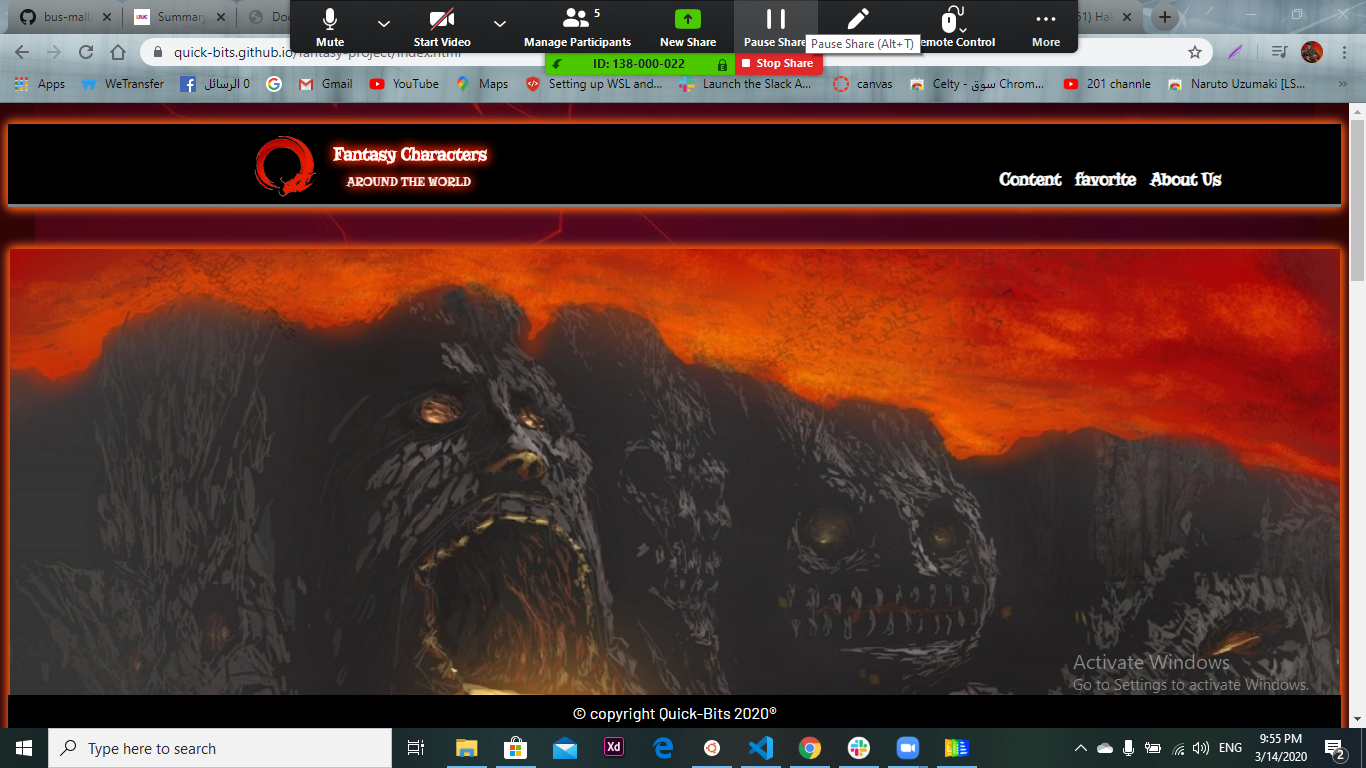 bus-mall
Summary
Doc
51) Hal
Mute
Start Video
5
Manage Participants
New Share
Pause Share
Pause Share (Alt+T)
emote Control
More
ID: 138-000-022
Stop Share
quick-bits.github.io/fantasy-project/index.html
Apps
WeTransfer
0 الرسائل
Gmail
YouTube
Maps
Setting up WSL and...
Launch the Slack A...
canvas
Celty - سوق Chrom...
201 channle
Naruto Uzumaki [LS...
Fantasy Characters
AROUND THE WORLD
Content
favorite
About Us
Activate Windows
Go to Settings to activate Windows.
© copyright Quick-Bits 2020®
Type here to search
Xd
ENG
9:55 PM
3/14/2020
2